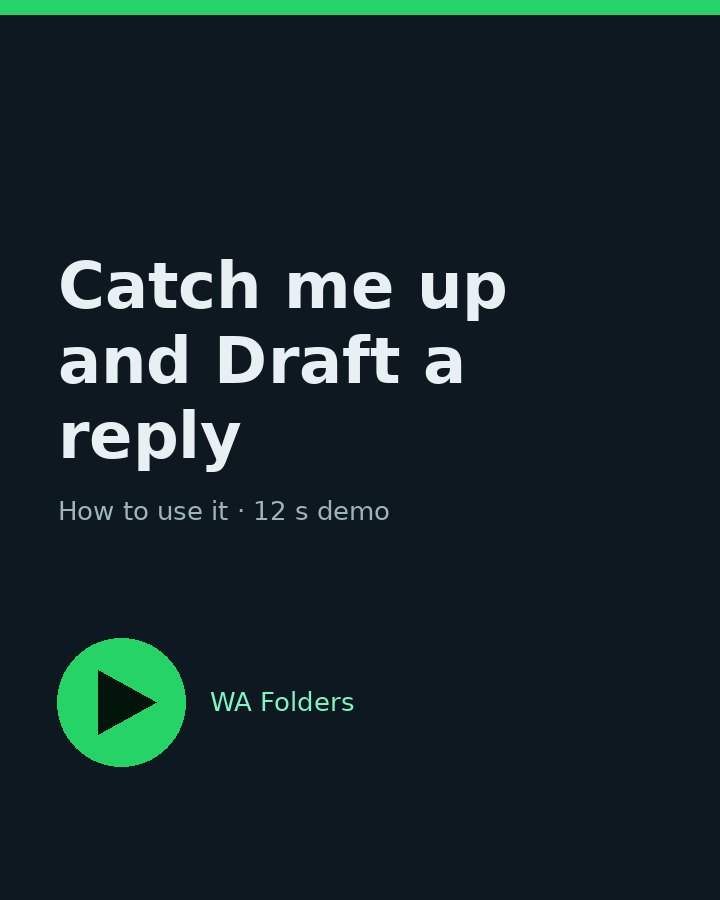 Catch me up
and Draft a
reply
How to use it · 12 s demo
WA Folders